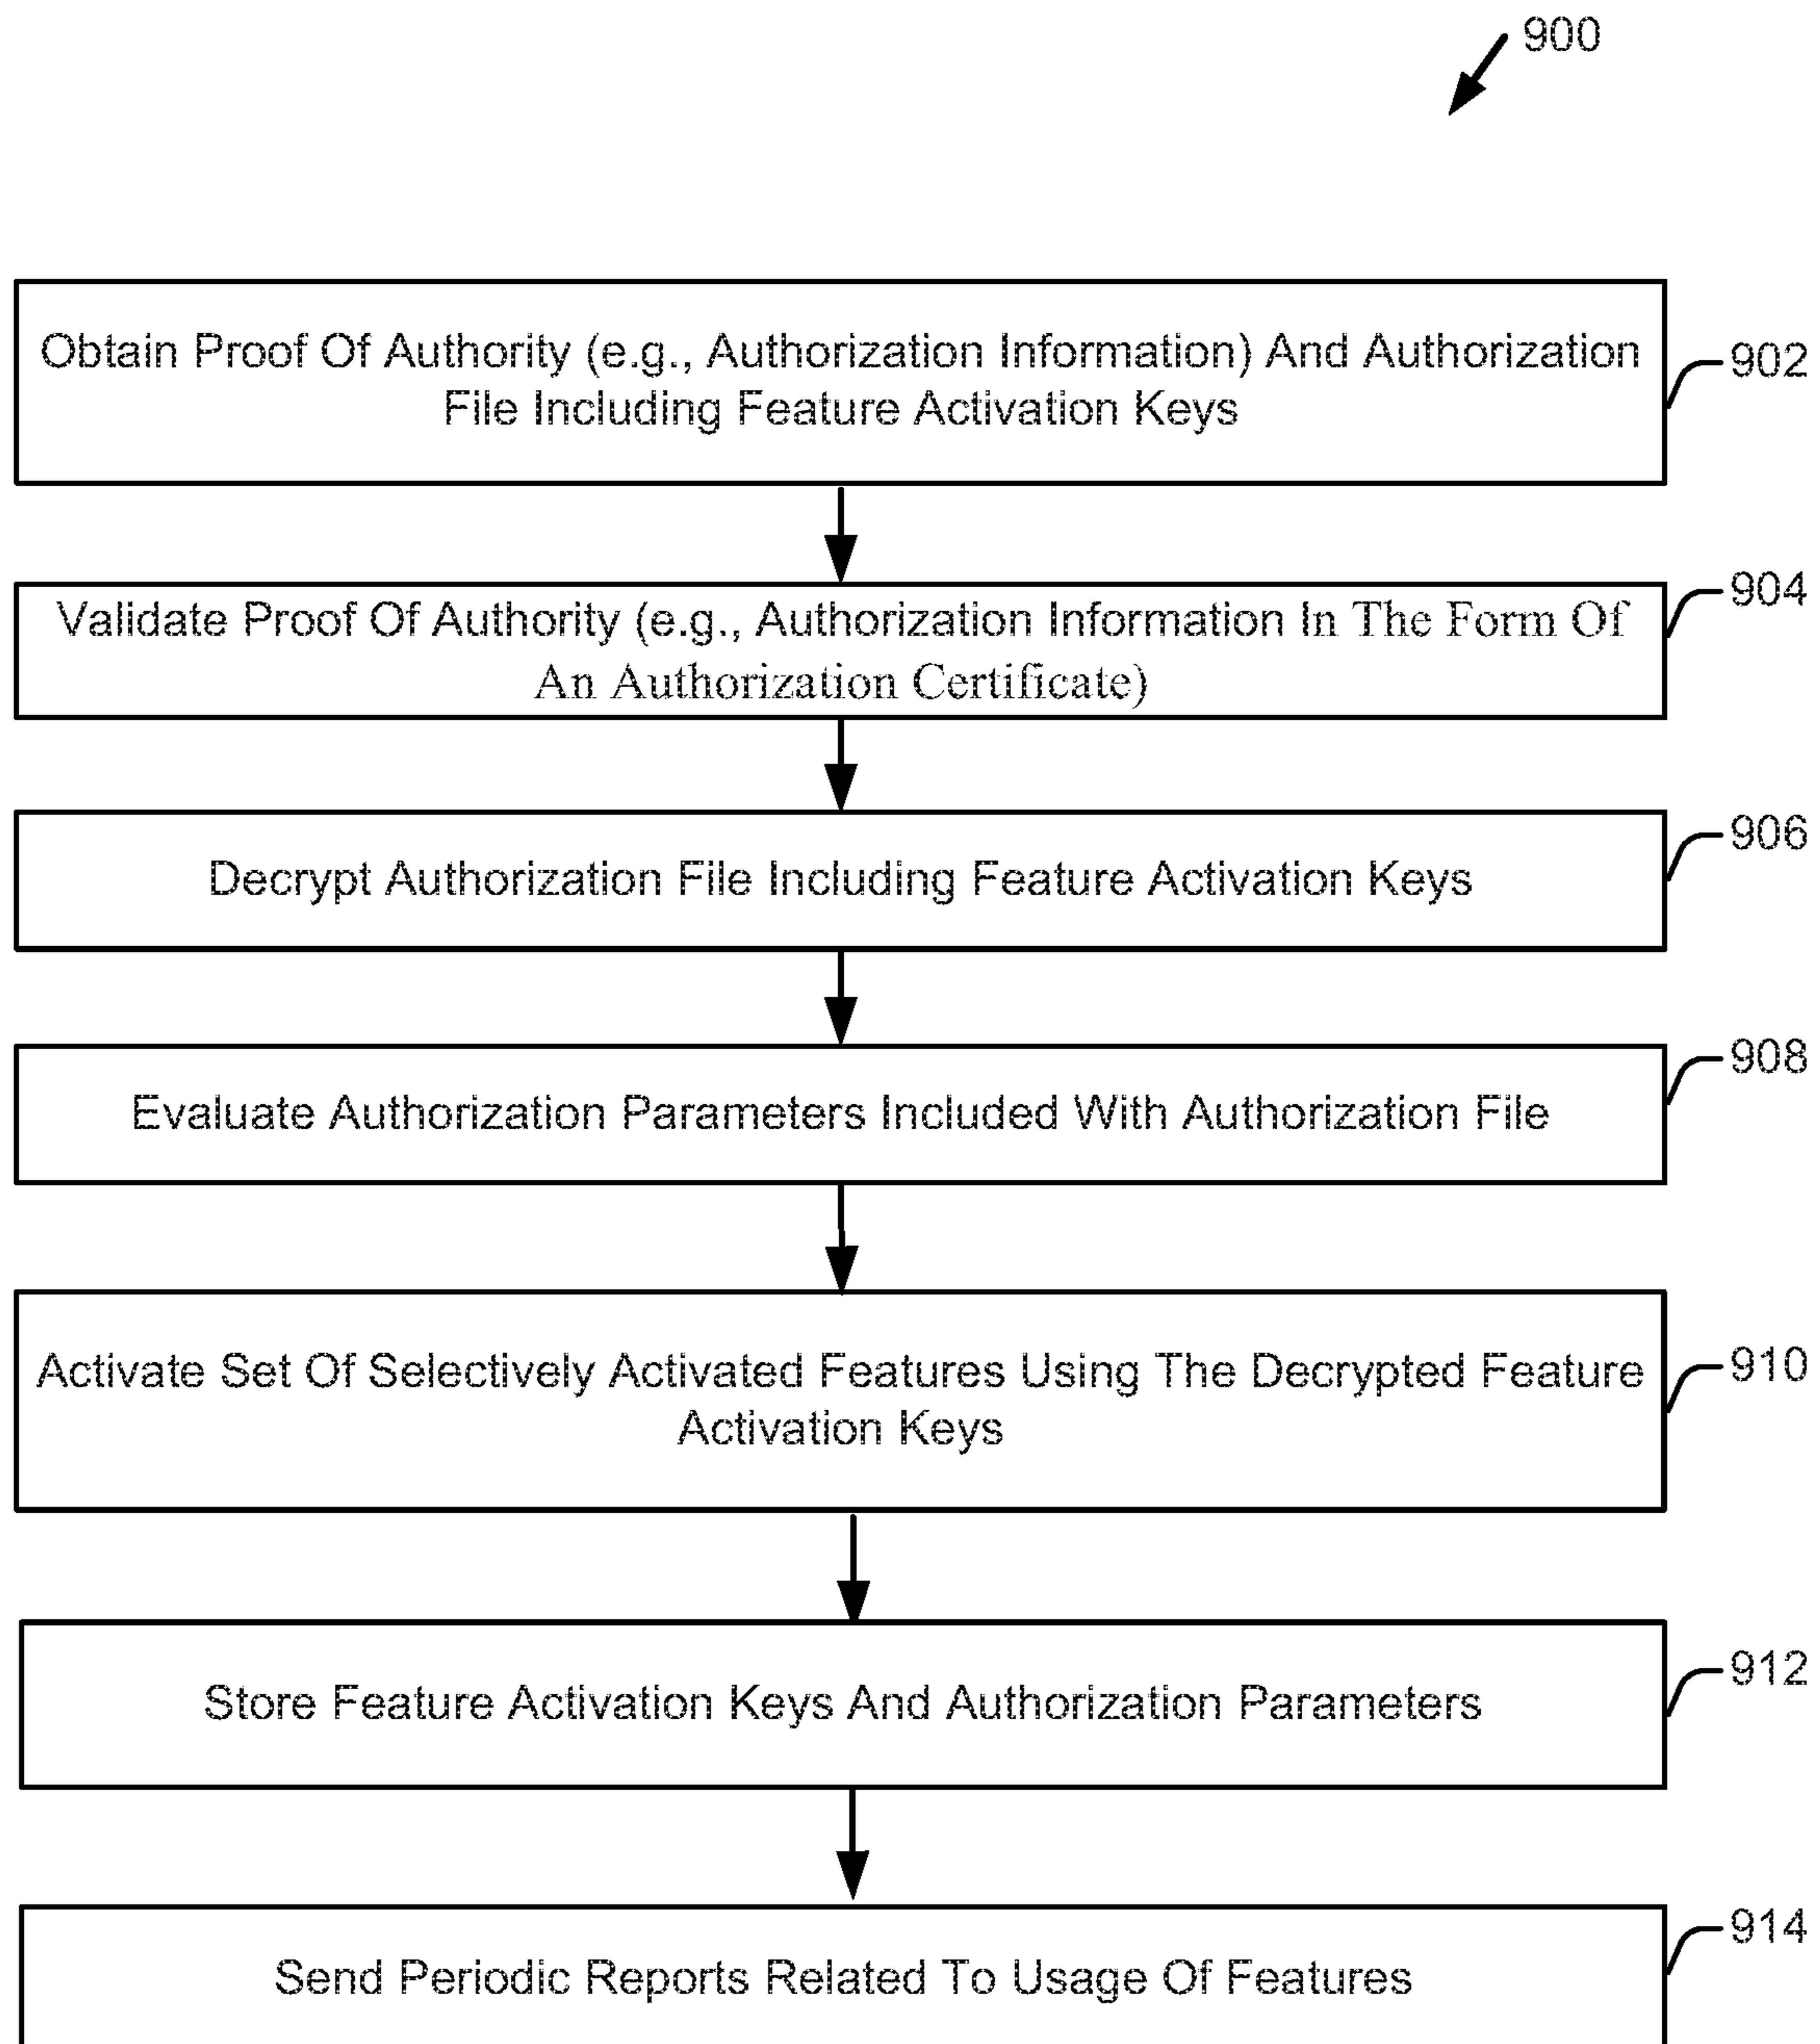 900
Obtain Proof Of Authority (e.g., Authorization Information) And Authorization
File Including Feature Activation Keys
902
Validate Proof Of Authority (e.g., Authorization Information In The Form Of
An Authorization Certificate)
904
Decrypt Authorization File Including Feature Activation Keys
906
Evaluate Authorization Parameters Included With Authorization File
908
Activate Set Of Selectively Activated Features Using The Decrypted Feature
Activation Keys
910
Store Feature Activation Keys And Authorization Parameters
912
Send Periodic Reports Related To Usage Of Features
914